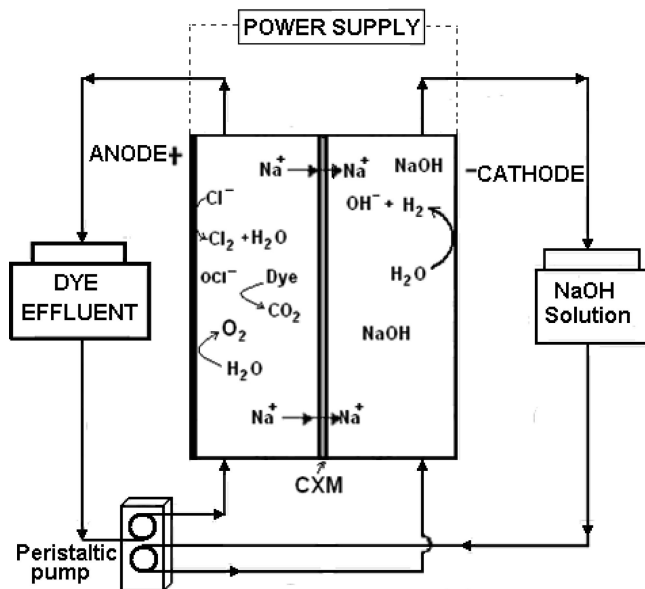 POWER SUPPLY
ANODE+
−CATHODE
Na⁺ → Na⁺
NaOH
Cl⁻
OH⁻ + H₂
Cl₂ + H₂O
OCl⁻ Dye
H₂O
CO₂
DYE
EFFLUENT
NaOH
Solution
O₂
NaOH
H₂O
Na⁺ → Na⁺
CXM
Peristaltic
pump